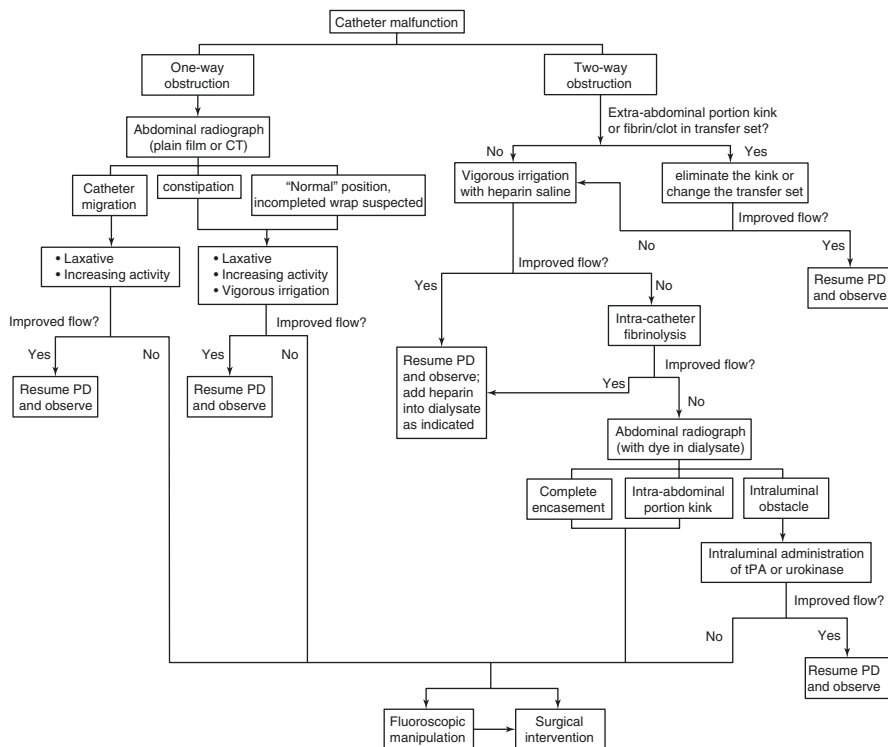 Catheter malfunction
One-way
obstruction
Two-way
obstruction
Abdominal radiograph
(plain film or CT)
Extra-abdominal portion kink
or fibrin/clot in transfer set?
No
Yes
Catheter
migration
constipation
“Normal” position,
incompleted wrap suspected
Vigorous irrigation
with heparin saline
eliminate the kink or
change the transfer set
Improved flow?
No
Yes
• Laxative
• Increasing activity
• Laxative
• Increasing activity
• Vigorous irrigation
Improved flow?
Yes
No
Resume PD
and observe
Improved flow?
Yes
No
Resume PD
and observe
Improved flow?
Yes
No
Resume PD
and observe
Intra-catheter
fibrinolysis
Improved flow?
Yes
No
Resume PD
and observe;
add heparin
into dialysate
as indicated
Abdominal radiograph
(with dye in dialysate)
Complete
encasement
Intra-abdominal
portion kink
Intraluminal
obstacle
Intraluminal administration
of tPA or urokinase
Improved flow?
No
Yes
Resume PD
and observe
Fluoroscopic
manipulation
Surgical
intervention